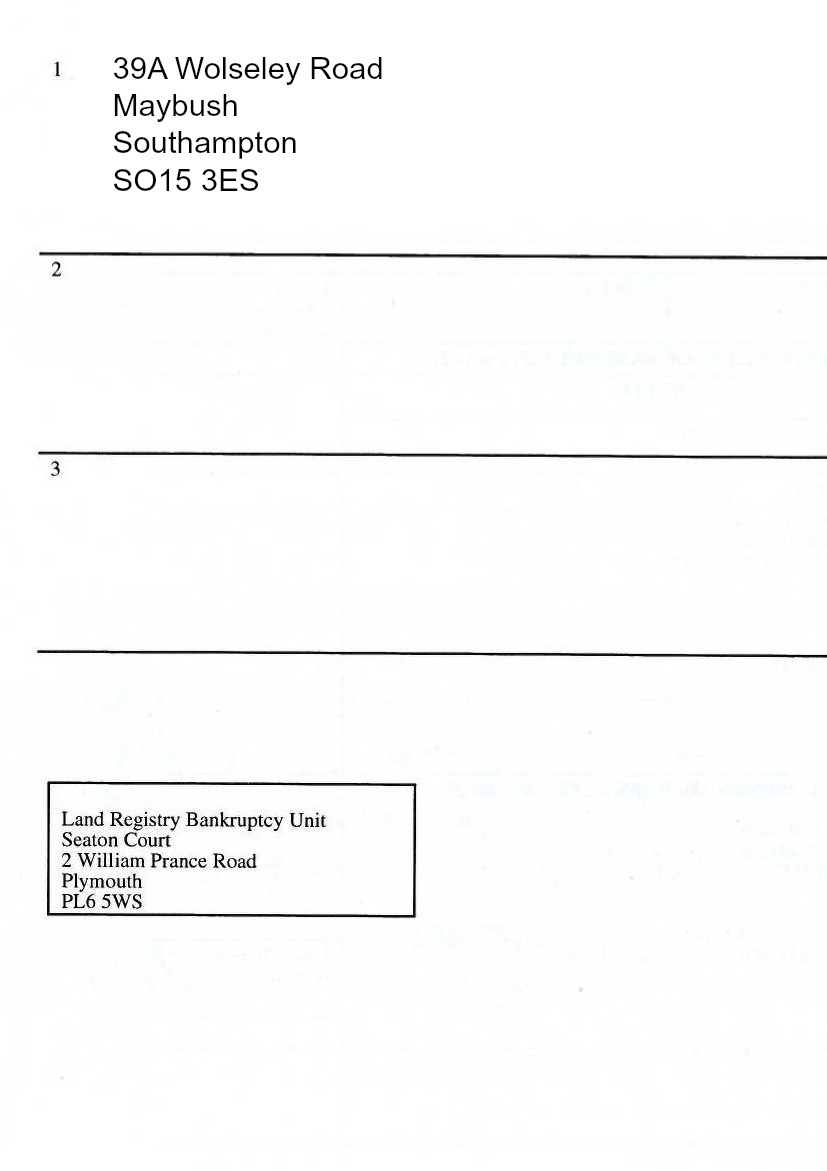 1 39A Wolseley Road
Maybush
Southampton
SO15 3ES
2
3
Land Registry Bankruptcy Unit
Seaton Court
2 William Prance Road
Plymouth
PL6 5WS